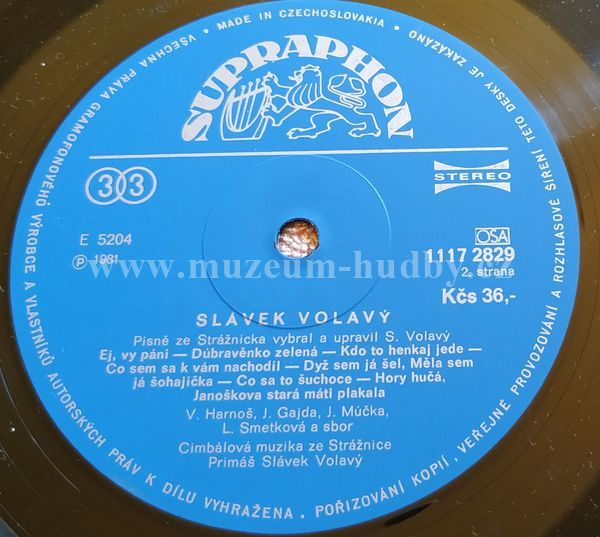 VŠECHNA PRÁVA GRAMOFONOVÉHO VÝROBCE A VLASTNÍKŮ AUTORSKÝCH PRÁV K DÍLU VYHRAŽENA. POŘIZOVÁNÍ KOPIÍ, VEŘEJNÉ PROVOZOVÁNÍ A ROZHLASOVÉ ŠÍŘENÍ TÉTO DESKY JE ZAKÁZÁNO • MADE IN CZECHOSLOVAKIA •
SUPRAPHON
33
STEREO
E 5204
OSA
℗ 1981
1117 2829
www.muzeum-hudby.cz
2. strana
Kčs 36,-
SLÁVEK VOLAVÝ
Písně ze Strážnicka vybral a upravil S. Volavý
Ej, vy páni — Dúbravěnko zelená — Kdo to henkaj jede —
Co sem sa k vám nachodil — Dyž sem já šel, Měla sem
já šohajíčka — Co sa to šuchoce — Hory hučá,
Janoškova stará máti plakala
V. Harnoš, J. Gajda, J. Múčka,
L. Smetková a sbor
Cimbálová muzika ze Strážnice
Primáš Slávek Volavý